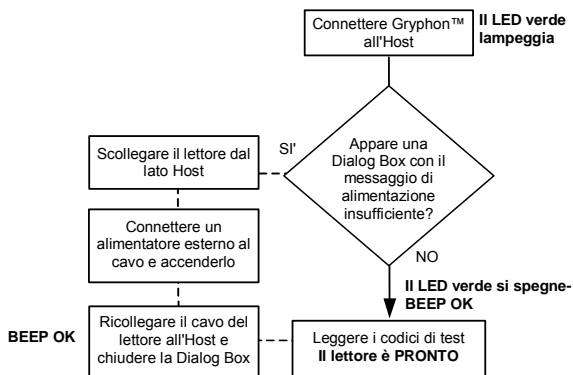 Connettere Gryphon™
all'Host
Il LED verde
lampeggia
SI'
Appare una
Dialog Box con il
messaggio di
alimentazione
insufficiente?
Scollegare il lettore dal
lato Host
Connettere un
alimentatore esterno al
cavo e accenderlo
NO
Il LED verde si spegne-
BEEP OK
BEEP OK
Ricollegare il cavo del
lettore all'Host e
chiudere la Dialog Box
Leggere i codici di test
Il lettore è PRONTO